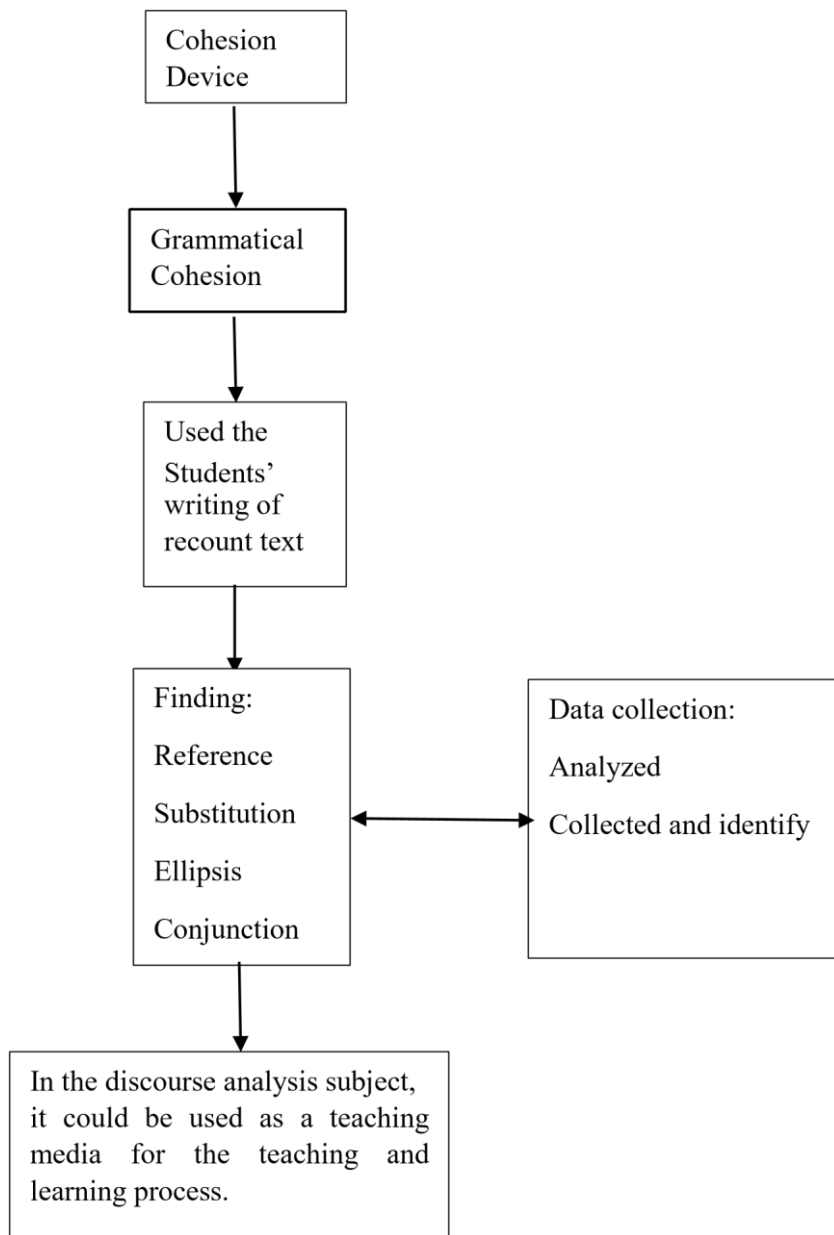 Cohesion
Device
Grammatical
Cohesion
Used the
Students’
writing of
recount text
Finding:
Reference
Substitution
Ellipsis
Conjunction
Data collection:
Analyzed
Collected and identify
In the discourse analysis subject,
it could be used as a teaching
media for the teaching and
learning process.